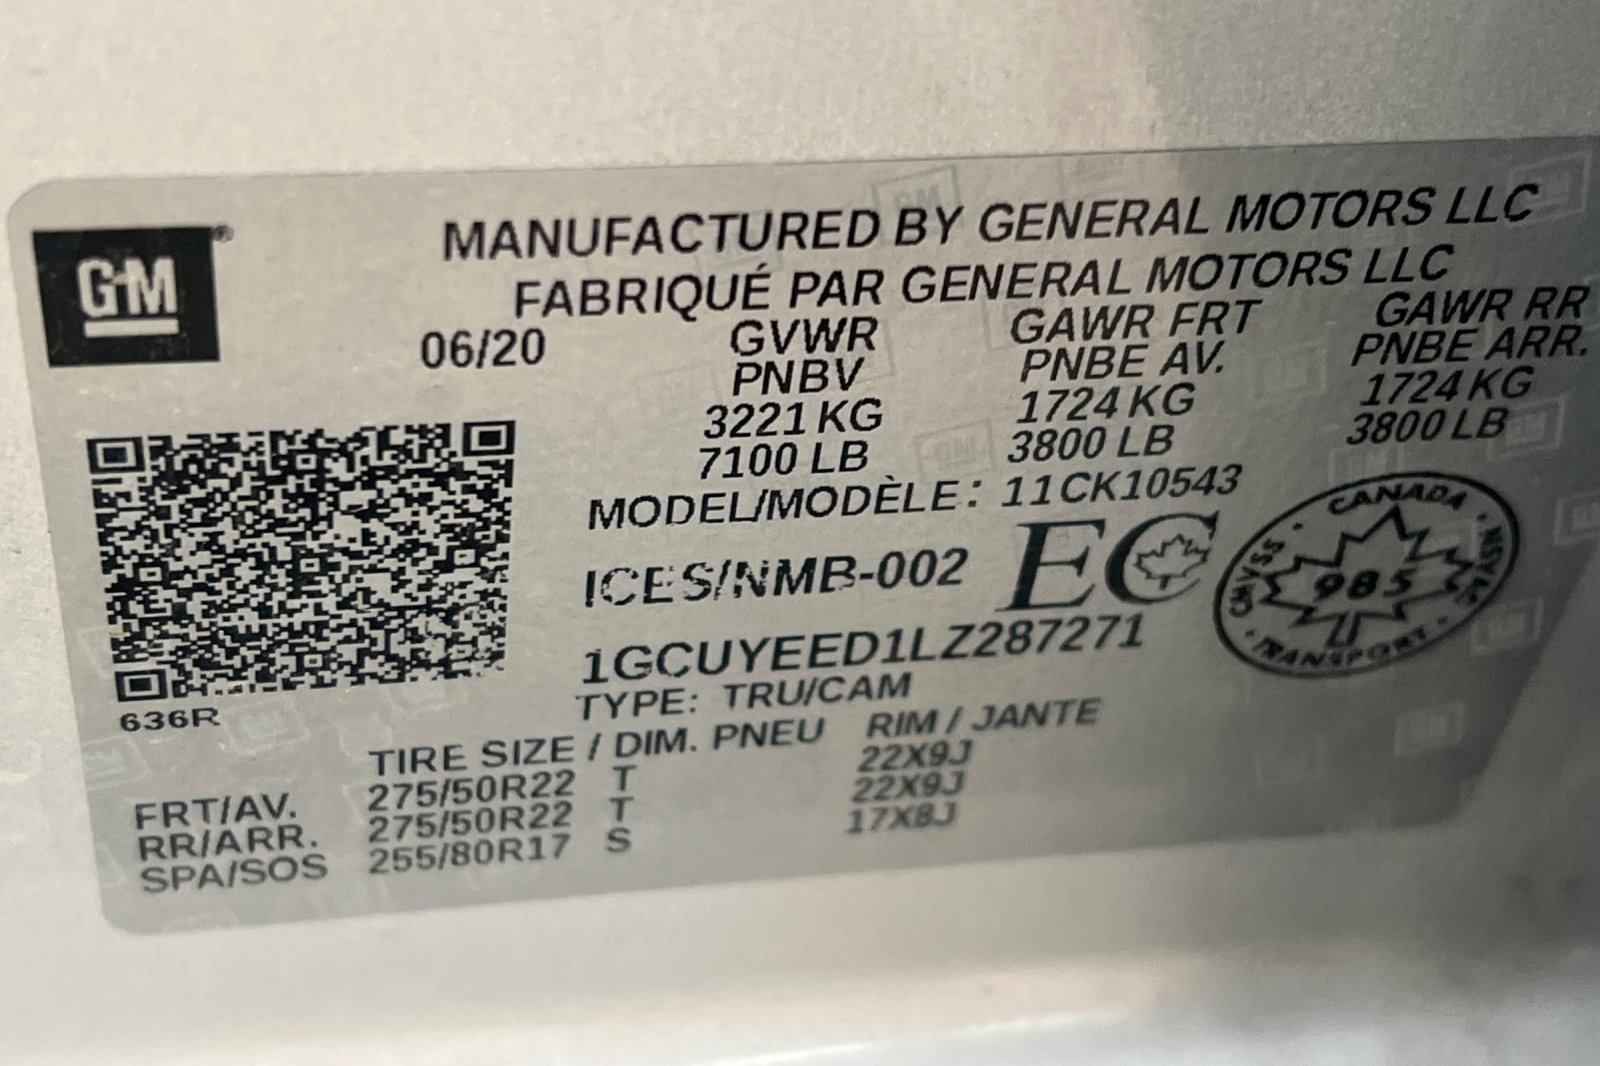 GM
MANUFACTURED BY GENERAL MOTORS LLC
FABRIQUÉ PAR GENERAL MOTORS LLC
06/20 GVWR GAWR FRT GAWR RR
PNBV PNBE AV. PNBE ARR.
3221 KG 1724 KG 1724 KG
7100 LB 3800 LB 3800 LB
MODEL/MODÈLE: 11CK10543
ICES/NMB-002 EC
CANADA
CMVSS · 985 · NSVAC
TRANSPORT
1GCUYEED1LZ287271
TYPE: TRU/CAM
636R
TIRE SIZE / DIM. PNEU RIM / JANTE
FRT/AV. 275/50R22 T 22X9J
RR/ARR. 275/50R22 T 22X9J
SPA/SOS 255/80R17 S 17X8J